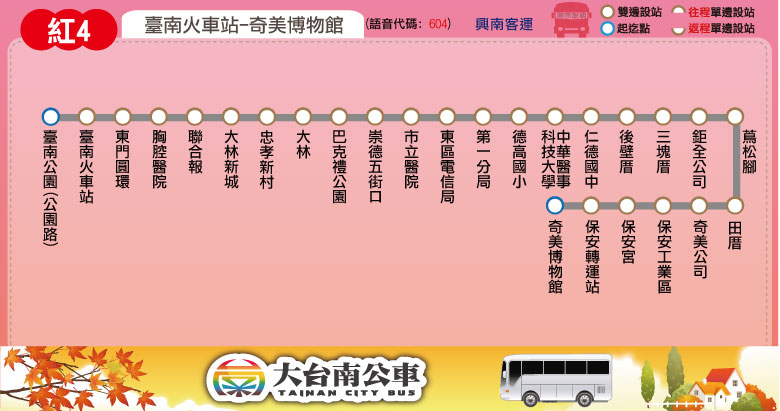 紅4
臺南火車站-奇美博物館
(語音代碼：604)
興南客運
雙邊設站
起迄點
往程單邊設站
返程單邊設站
臺南公園(公園路)
臺南火車站
東門圓環
胸腔醫院
聯合報
大林新城
忠孝新村
大林
巴克禮公園
崇德五街口
市立醫院
東區電信局
第一分局
德高國小
中華醫事
科技大學
仁德國中
後壁厝
三塊厝
鉅全公司
蔦松腳
田厝
奇美公司
保安工業區
保安宮
保安轉運站
奇美博物館
大台南公車
TAINAN CITY BUS